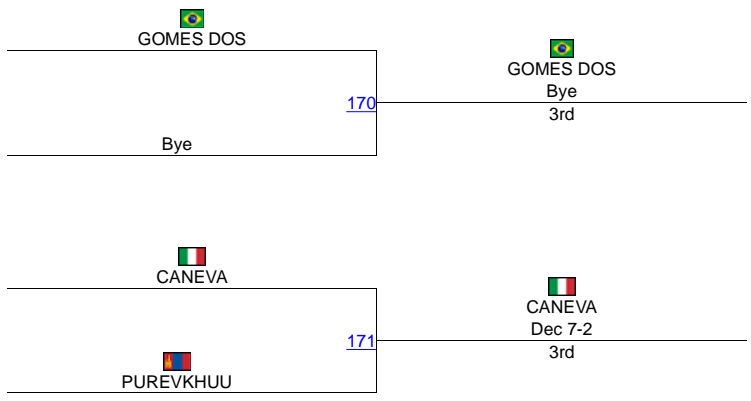 GOMES DOS
170
Bye
GOMES DOS
Bye
3rd
CANEVA
171
PUREVKHUU
CANEVA
Dec 7-2
3rd